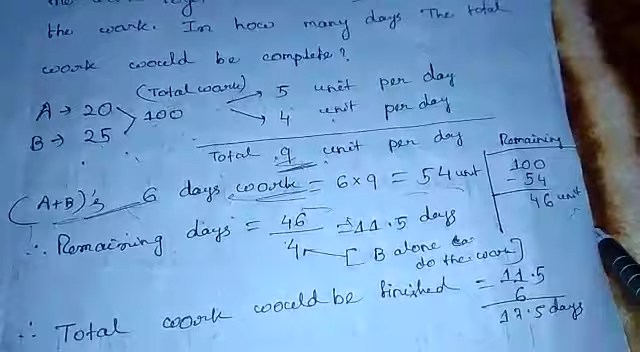 the work. In how many days The total
work would be complete?
(Total work)
A → 20
B → 25
100
5 unit per day
4 unit per day
Total 9 unit per day
Remaining
100
- 54
46 unit
(A+B)'s 6 days work = 6 × 9 = 54 unit
∴ Remaining days = 46/4 = 11.5 days
[B alone do the work]
∴ Total work would be finished = 11.5
6
17.5 days